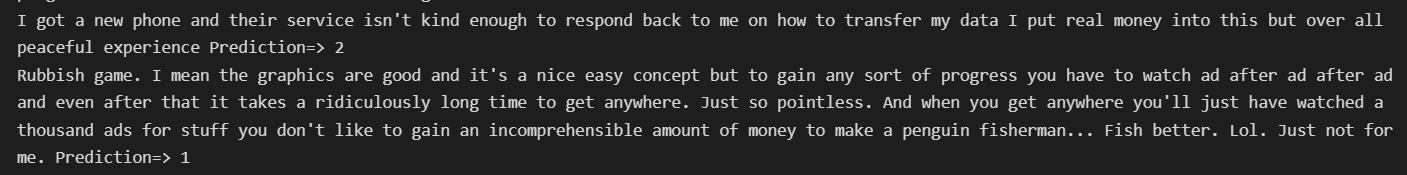 I got a new phone and their service isn't kind enough to respond back to me on how to transfer my data I put real money into this but over all
peaceful experience Prediction=> 2
Rubbish game. I mean the graphics are good and it's a nice easy concept but to gain any sort of progress you have to watch ad after ad after ad
and even after that it takes a ridiculously long time to get anywhere. Just so pointless. And when you get anywhere you'll just have watched a
thousand ads for stuff you don't like to gain an incomprehensible amount of money to make a penguin fisherman... Fish better. Lol. Just not for
me. Prediction=> 1